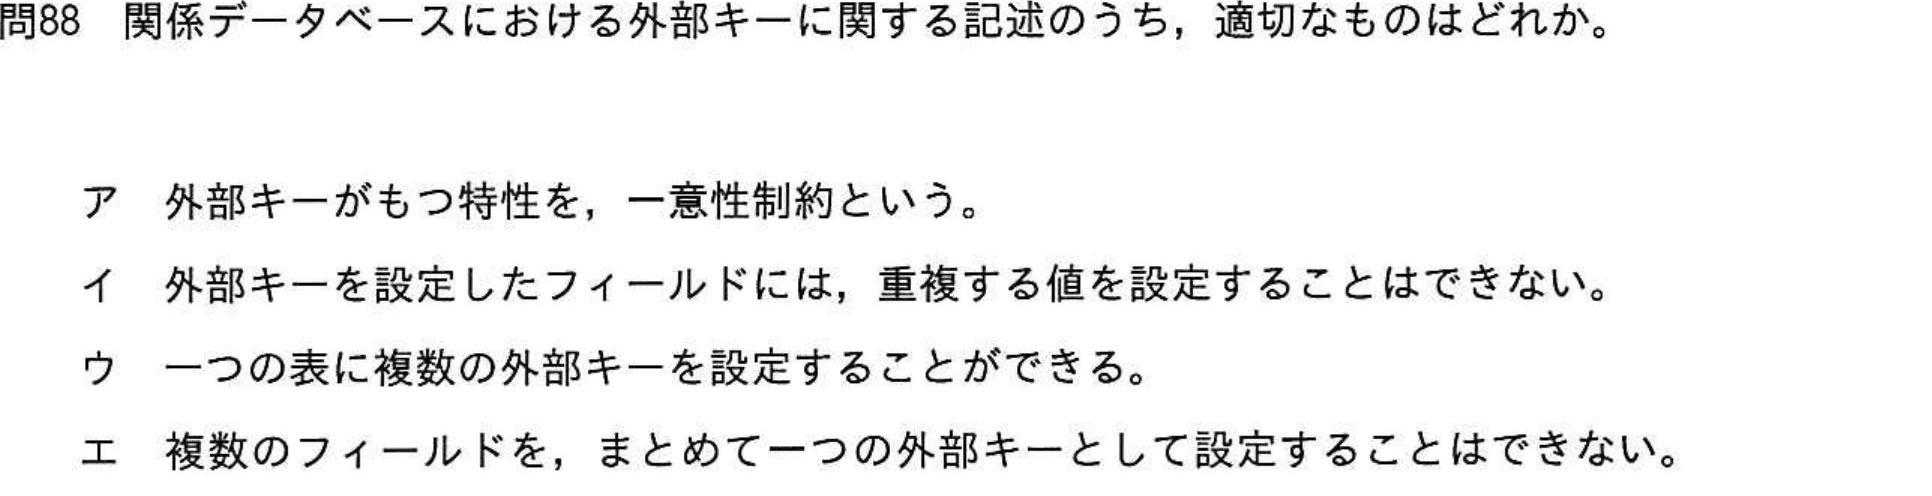 問88　関係データベースにおける外部キーに関する記述のうち，適切なものはどれか。
ア　外部キーがもつ特性を，一意性制約という。
イ　外部キーを設定したフィールドには，重複する値を設定することはできない。
ウ　一つの表に複数の外部キーを設定することができる。
エ　複数のフィールドを，まとめて一つの外部キーとして設定することはできない。